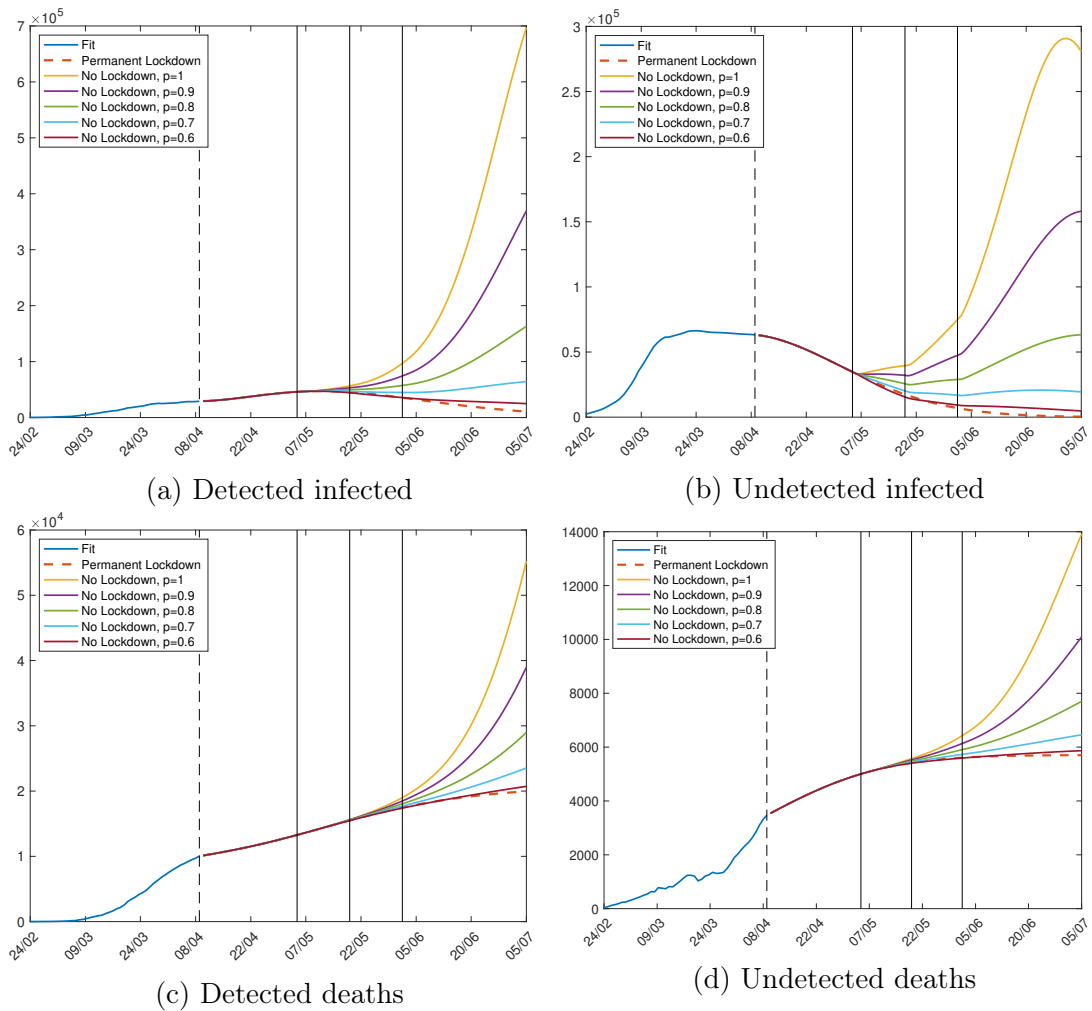 ×10⁵
7
6
5
4
3
2
1
0
Fit
Permanent Lockdown
No Lockdown, p=1
No Lockdown, p=0.9
No Lockdown, p=0.8
No Lockdown, p=0.7
No Lockdown, p=0.6
24/02
09/03
24/03
08/04
22/04
07/05
22/05
05/06
20/06
05/07
(a) Detected infected
×10⁵
3
2.5
2
1.5
1
0.5
0
Fit
Permanent Lockdown
No Lockdown, p=1
No Lockdown, p=0.9
No Lockdown, p=0.8
No Lockdown, p=0.7
No Lockdown, p=0.6
24/02
09/03
24/03
08/04
22/04
07/05
22/05
05/06
20/06
05/07
(b) Undetected infected
×10⁴
6
5
4
3
2
1
0
Fit
Permanent Lockdown
No Lockdown, p=1
No Lockdown, p=0.9
No Lockdown, p=0.8
No Lockdown, p=0.7
No Lockdown, p=0.6
24/02
09/03
24/03
08/04
22/04
07/05
22/05
05/06
20/06
05/07
(c) Detected deaths
14000
12000
10000
8000
6000
4000
2000
0
Fit
Permanent Lockdown
No Lockdown, p=1
No Lockdown, p=0.9
No Lockdown, p=0.8
No Lockdown, p=0.7
No Lockdown, p=0.6
24/02
09/03
24/03
08/04
22/04
07/05
22/05
05/06
20/06
05/07
(d) Undetected deaths